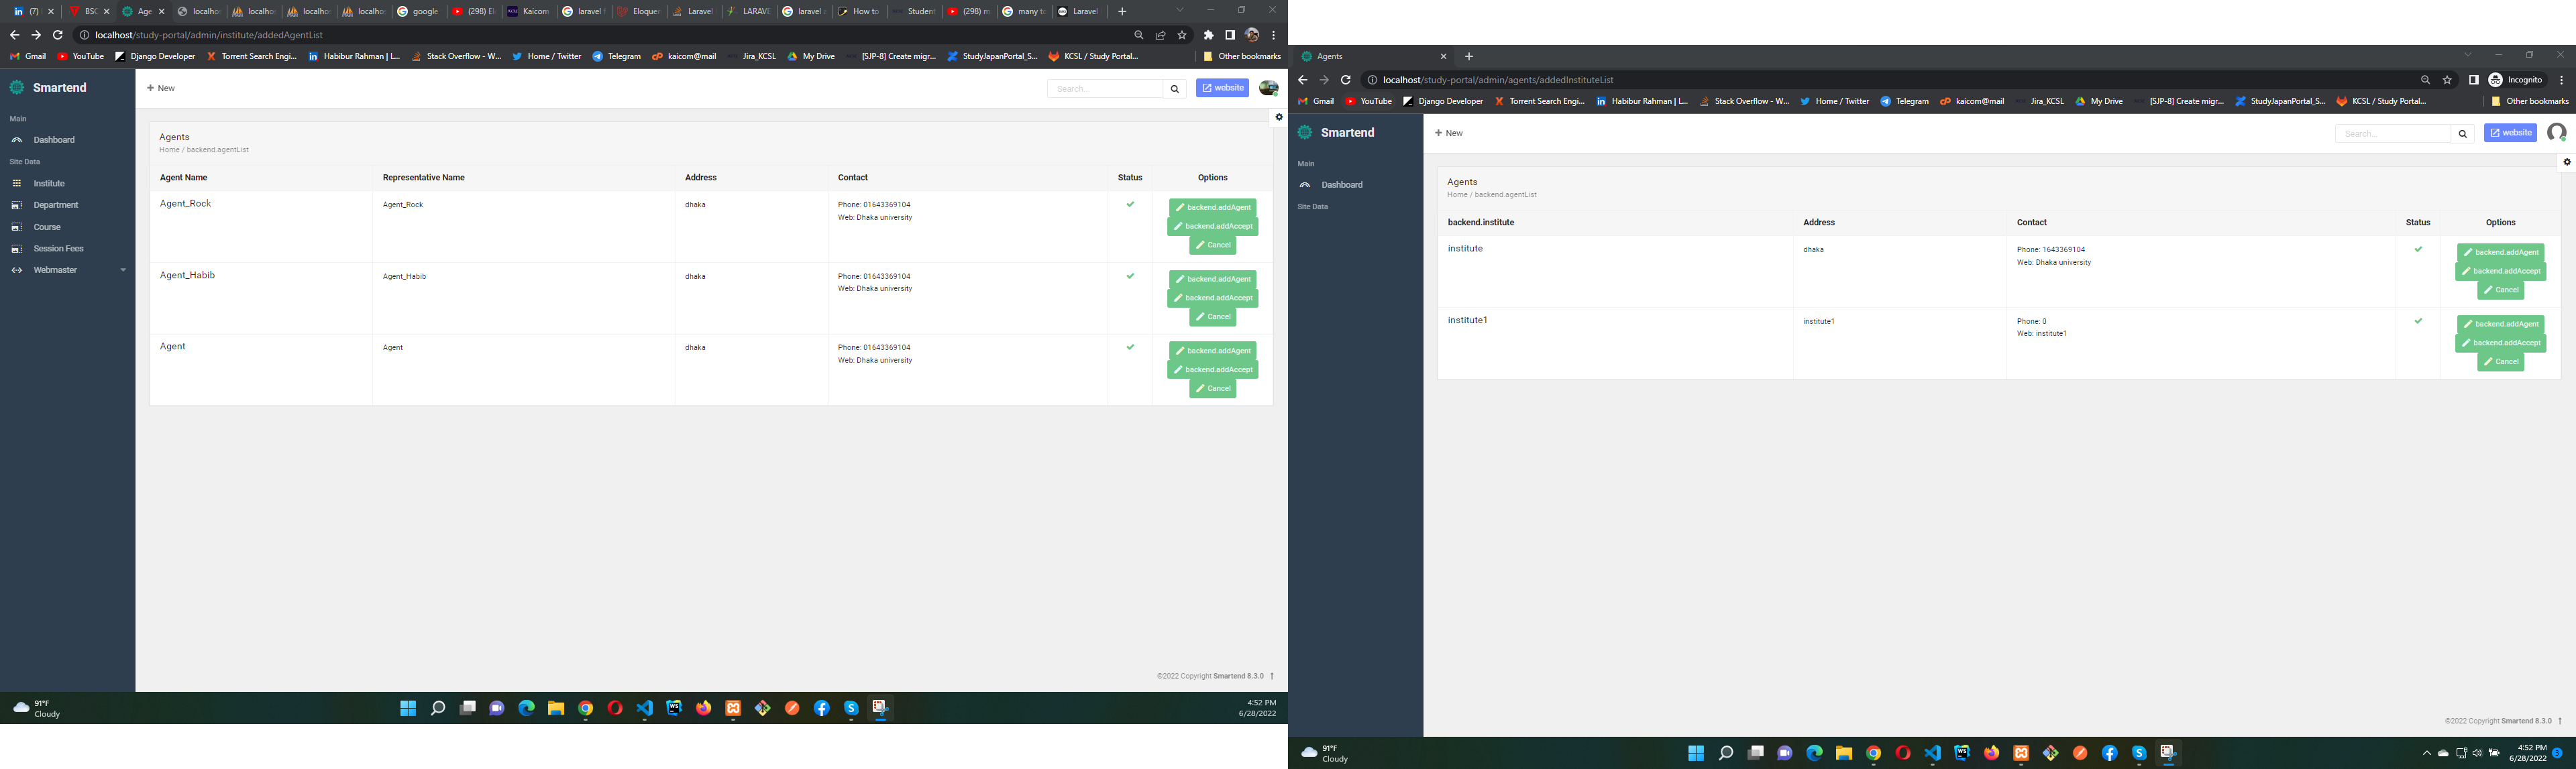 (7)
BSC
Age
localhos
localhos
localhos
localhos
google
(298) El
Kaicom
laravel
Eloquen
Laravel
LARAVE
laravel
How to
Student
(298) m
many to
Laravel
localhost/study-portal/admin/institute/addedAgentList
Gmail YouTube Django Developer Torrent Search Engi... Habibur Rahman | L... Stack Overflow - W... Home / Twitter Telegram kaicom@mail Jira_KCSL My Drive [SJP-8] Create migr... StudyJapanPortal_S... KCSL / Study Portal... Other bookmarks
Smartend
+ New
Search...
website
Main
Dashboard
Site Data
Institute
Department
Course
Session Fees
Webmaster
Agents
Home / backend.agentList
Agent Name Representative Name Address Contact Status Options
Agent_Rock Agent_Rock dhaka Phone: 01643369104 backend.addAgent
Web: Dhaka university
backend.addAccept
Cancel
Agent_Habib Agent_Habib dhaka Phone: 01643369104 backend.addAgent
Web: Dhaka university
backend.addAccept
Cancel
Agent Agent dhaka Phone: 01643369104 backend.addAgent
Web: Dhaka university
backend.addAccept
Cancel
©2022 Copyright Smartend 8.3.0
91°F
Cloudy
4:52 PM
6/28/2022
Agents
localhost/study-portal/admin/agents/addedInstituteList
Incognito
Gmail YouTube Django Developer Torrent Search Engi... Habibur Rahman | L... Stack Overflow - W... Home / Twitter Telegram kaicom@mail Jira_KCSL My Drive [SJP-8] Create migr... StudyJapanPortal_S... KCSL / Study Portal... Other bookmarks
Smartend
+ New
Search...
website
Main
Dashboard
Site Data
Agents
Home / backend.agentList
backend.institute Address Contact Status Options
institute dhaka Phone: 1643369104 backend.addAgent
Web: Dhaka university
backend.addAccept
Cancel
institute1 institute1 Phone: 0 backend.addAgent
Web: institute1
backend.addAccept
Cancel
©2022 Copyright Smartend 8.3.0
91°F
Cloudy
4:52 PM
6/28/2022
3